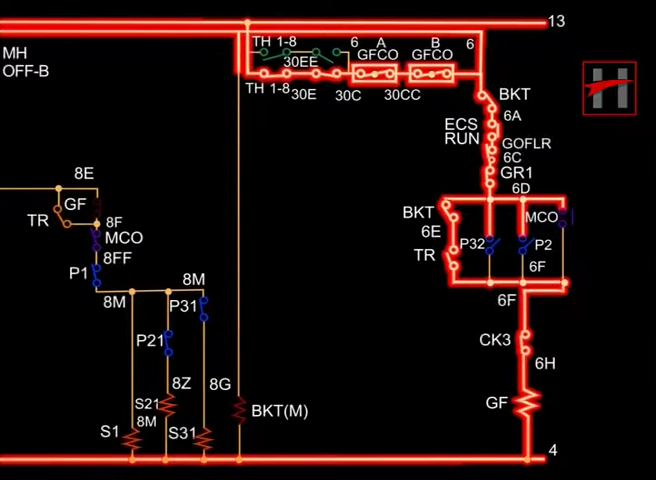 13
MH
OFF-B
TH 1-8
30EE
6 A
GFCO
B
GFCO
6
TH 1-8
30E
30C
30CC
BKT
6A
ECS
RUN
GOFLR
6C
GR1
6D
8E
GF
TR
8F
MCO
8FF
P1
8M
8M
P31
P21
8Z
8G
S21
8M
S1
S31
BKT(M)
BKT
6E
TR
P32
P2
MCO
6F
6F
CK3
6H
GF
4